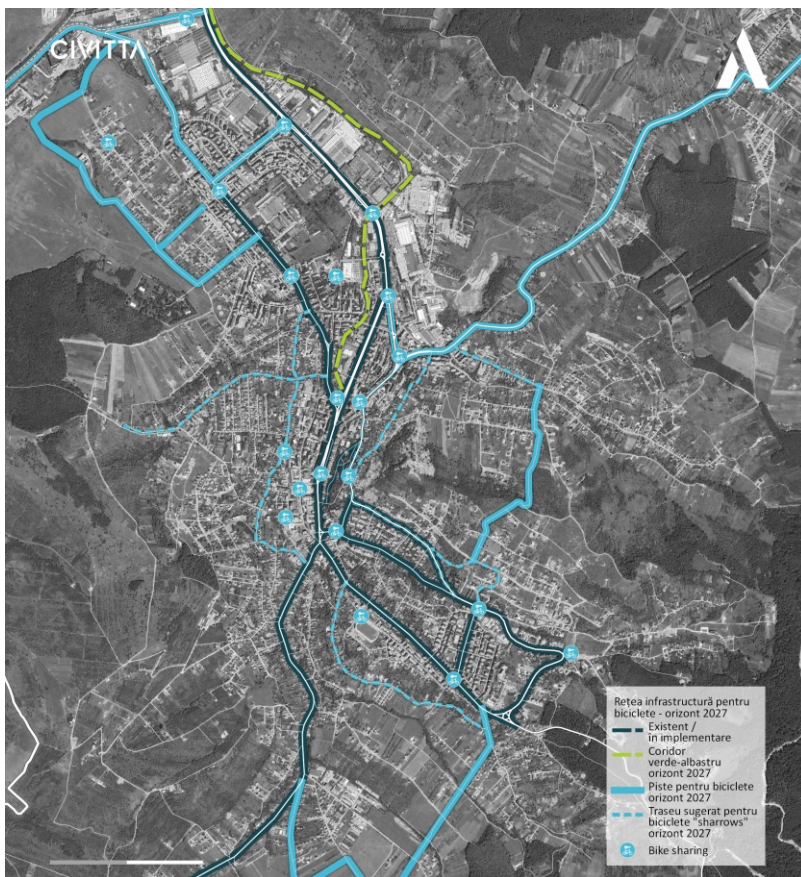 CIVITTA
Rețea infrastructură pentru
biciclete - orizont 2027
Existent /
în implementare
Coridor
verde-albastru
orizont 2027
Piste pentru biciclete
orizont 2027
Traseu sugerat pentru
biciclete "sharrows"
orizont 2027
Bike sharing